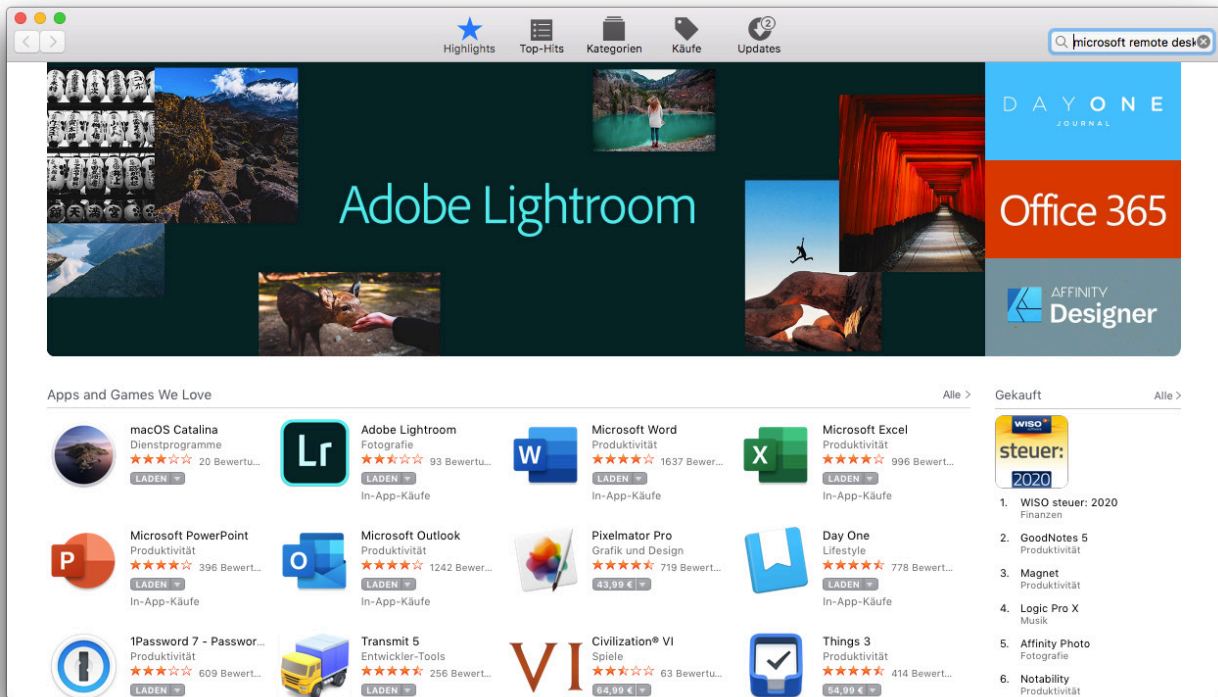 2
Highlights
Top-Hits
Kategorien
Käufe
Updates
microsoft remote desk
Adobe Lightroom
DAYONE
JOURNAL
Office 365
AFFINITY
Designer
Apps and Games We Love
Alle >
macOS Catalina
Dienstprogramme
20 Bewertu...
LADEN
Lr
Adobe Lightroom
Fotografie
93 Bewertu...
LADEN
In-App-Käufe
W
Microsoft Word
Produktivität
1637 Bewer...
LADEN
In-App-Käufe
X
Microsoft Excel
Produktivität
996 Bewert...
LADEN
In-App-Käufe
P
Microsoft PowerPoint
Produktivität
396 Bewert...
LADEN
In-App-Käufe
O
Microsoft Outlook
Produktivität
1242 Bewer...
LADEN
In-App-Käufe
Pixelmator Pro
Grafik und Design
719 Bewert...
43,99 €
Day One
Lifestyle
778 Bewert...
LADEN
In-App-Käufe
1Password 7 - Passwor...
Produktivität
609 Bewert...
LADEN
Transmit 5
Entwickler-Tools
256 Bewert...
LADEN
VI
Civilization® VI
Spiele
63 Bewertu...
64,99 €
Things 3
Produktivität
414 Bewert...
54,99 €
Gekauft
Alle >
WISO
steuer:
2020
1. WISO steuer: 2020
Finanzen
2. GoodNotes 5
Produktivität
3. Magnet
Produktivität
4. Logic Pro X
Musik
5. Affinity Photo
Fotografie
6. Notability
Produktivität